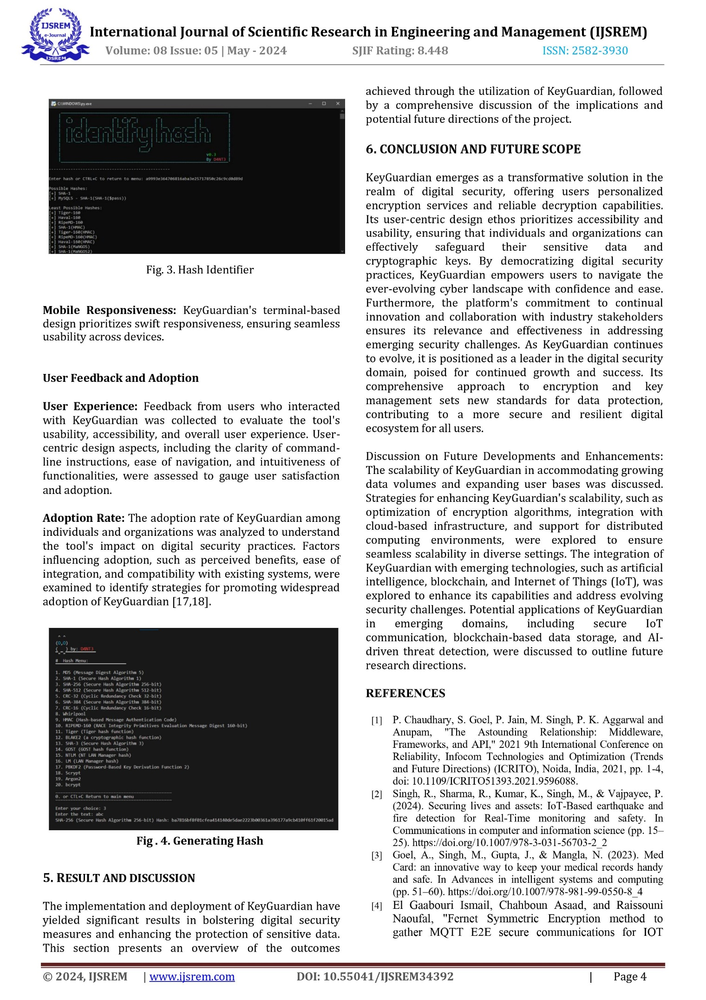 IJSREM
e-Journal
IJSREM
International Journal of Scientific Research in Engineering and Management (IJSREM)
Volume: 08 Issue: 05 | May - 2024 SJIF Rating: 8.448 ISSN: 2582-3930
C:\WINDOWS\py.exe
identify hash
v0.3
By D4NT3
Enter hash or CTRL+C to return to menu: a9993e364706816aba3e25717850c26c9cd0d89d
Possible Hashes:
[+] SHA-1
[+] MySQL5 - SHA-1(SHA-1($pass))
Least Possible Hashes:
[+] Tiger-160
[+] Haval-160
[+] RipeMD-160
[+] SHA-1(HMAC)
[+] Tiger-160(HMAC)
[+] RipeMD-160(HMAC)
[+] Haval-160(HMAC)
[+] SHA-1(MaNGOS)
[+] SHA-1(MaNGOS2)
Fig. 3. Hash Identifier
Mobile Responsiveness: KeyGuardian's terminal-based
design prioritizes swift responsiveness, ensuring seamless
usability across devices.
User Feedback and Adoption
User Experience: Feedback from users who interacted
with KeyGuardian was collected to evaluate the tool's
usability, accessibility, and overall user experience. User-
centric design aspects, including the clarity of command-
line instructions, ease of navigation, and intuitiveness of
functionalities, were assessed to gauge user satisfaction
and adoption.
Adoption Rate: The adoption rate of KeyGuardian among
individuals and organizations was analyzed to understand
the tool's impact on digital security practices. Factors
influencing adoption, such as perceived benefits, ease of
integration, and compatibility with existing systems, were
examined to identify strategies for promoting widespread
adoption of KeyGuardian [17,18].
^ ^
(O,O)
( _ ) by: D4NT3
# Hash Menu:
1. MD5 (Message Digest Algorithm 5)
2. SHA-1 (Secure Hash Algorithm 1)
3. SHA-256 (Secure Hash Algorithm 256-bit)
4. SHA-512 (Secure Hash Algorithm 512-bit)
5. CRC-32 (Cyclic Redundancy Check 32-bit)
6. SHA-384 (Secure Hash Algorithm 384-bit)
7. CRC-16 (Cyclic Redundancy Check 16-bit)
8. Whirlpool
9. HMAC (Hash-based Message Authentication Code)
10. RIPEMD-160 (RACE Integrity Primitives Evaluation Message Digest 160-bit)
11. Tiger (Tiger hash function)
12. BLAKE2 (a cryptographic hash function)
13. SHA-3 (Secure Hash Algorithm 3)
14. GOST (GOST hash function)
15. NTLM (NT LAN Manager hash)
16. LM (LAN Manager hash)
17. PBKDF2 (Password-Based Key Derivation Function 2)
18. Scrypt
19. Argon2
20. bcrypt
0. or CTL+C Return to main menu
Enter your choice: 3
Enter the text: abc
SHA-256 (Secure Hash Algorithm 256-bit) Hash: ba7816bf8f01cfea414140de5dae2223b00361a396177a9cb410ff61f20015ad
Fig . 4. Generating Hash
5. RESULT AND DISCUSSION
The implementation and deployment of KeyGuardian have
yielded significant results in bolstering digital security
measures and enhancing the protection of sensitive data.
This section presents an overview of the outcomes
achieved through the utilization of KeyGuardian, followed
by a comprehensive discussion of the implications and
potential future directions of the project.
6. CONCLUSION AND FUTURE SCOPE
KeyGuardian emerges as a transformative solution in the
realm of digital security, offering users personalized
encryption services and reliable decryption capabilities.
Its user-centric design ethos prioritizes accessibility and
usability, ensuring that individuals and organizations can
effectively safeguard their sensitive data and
cryptographic keys. By democratizing digital security
practices, KeyGuardian empowers users to navigate the
ever-evolving cyber landscape with confidence and ease.
Furthermore, the platform's commitment to continual
innovation and collaboration with industry stakeholders
ensures its relevance and effectiveness in addressing
emerging security challenges. As KeyGuardian continues
to evolve, it is positioned as a leader in the digital security
domain, poised for continued growth and success. Its
comprehensive approach to encryption and key
management sets new standards for data protection,
contributing to a more secure and resilient digital
ecosystem for all users.
Discussion on Future Developments and Enhancements:
The scalability of KeyGuardian in accommodating growing
data volumes and expanding user bases was discussed.
Strategies for enhancing KeyGuardian's scalability, such as
optimization of encryption algorithms, integration with
cloud-based infrastructure, and support for distributed
computing environments, were explored to ensure
seamless scalability in diverse settings. The integration of
KeyGuardian with emerging technologies, such as artificial
intelligence, blockchain, and Internet of Things (IoT), was
explored to enhance its capabilities and address evolving
security challenges. Potential applications of KeyGuardian
in emerging domains, including secure IoT
communication, blockchain-based data storage, and AI-
driven threat detection, were discussed to outline future
research directions.
REFERENCES
[1] P. Chaudhary, S. Goel, P. Jain, M. Singh, P. K. Aggarwal and
Anupam, "The Astounding Relationship: Middleware,
Frameworks, and API," 2021 9th International Conference on
Reliability, Infocom Technologies and Optimization (Trends
and Future Directions) (ICRITO), Noida, India, 2021, pp. 1-4,
doi: 10.1109/ICRITO51393.2021.9596088.
[2] Singh, R., Sharma, R., Kumar, K., Singh, M., & Vajpayee, P.
(2024). Securing lives and assets: IoT-Based earthquake and
fire detection for Real-Time monitoring and safety. In
Communications in computer and information science (pp. 15–
25). https://doi.org/10.1007/978-3-031-56703-2_2
[3] Goel, A., Singh, M., Gupta, J., & Mangla, N. (2023). Med
Card: an innovative way to keep your medical records handy
and safe. In Advances in intelligent systems and computing
(pp. 51–60). https://doi.org/10.1007/978-981-99-0550-8_4
[4] El Gaabouri Ismail, Chahboun Asaad, and Raissouni
Naoufal, "Fernet Symmetric Encryption method to
gather MQTT E2E secure communications for IOT
© 2024, IJSREM | www.ijsrem.com DOI: 10.55041/IJSREM34392 | Page 4